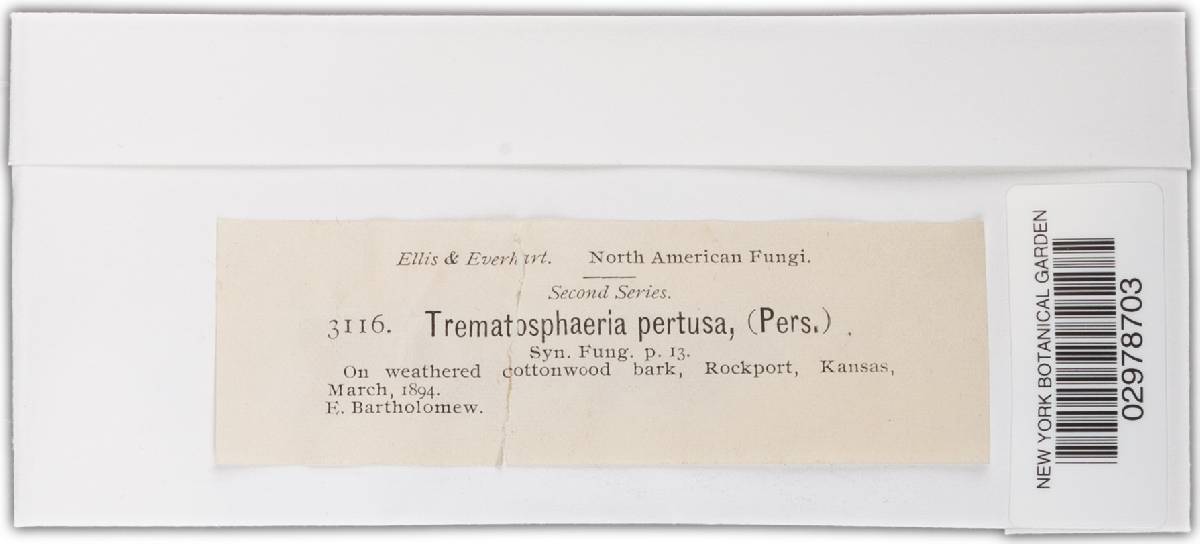 Ellis & Everhart. North American Fungi.
Second Series.
3116. Trematosphaeria pertusa, (Pers.)
Syn. Fung. p. 13.
On weathered cottonwood bark, Rockport, Kansas,
March, 1894.
E. Bartholomew.
NEW YORK BOTANICAL GARDEN
02978703